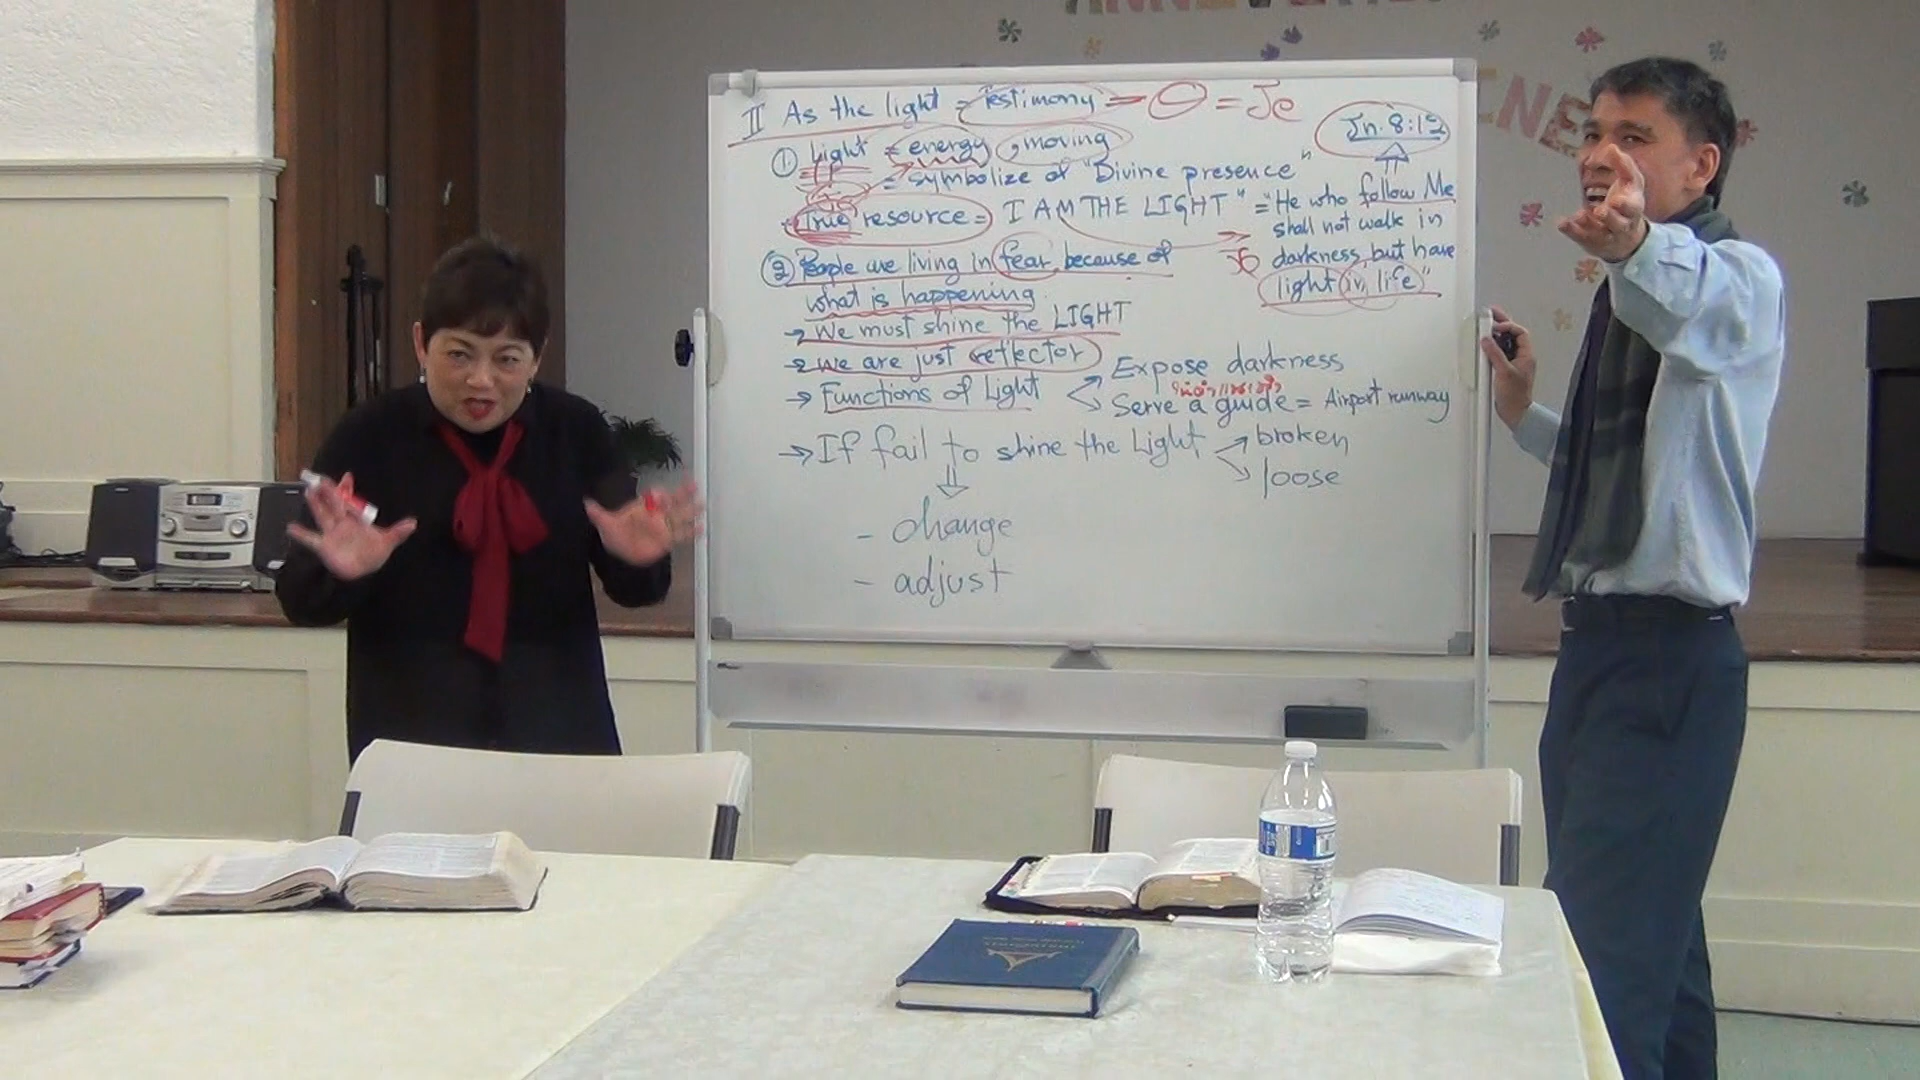 II As the light = Testimony → = Je
Jn. 8:12
① Light = energy, moving
= symbolize of "Divine presence"
True resource = I AM THE LIGHT" = "He who follow Me
shall not walk in
darkness, but have
light in life"
② People are living in fear because of
what is happening
→ We must shine the LIGHT
→ We are just reflector
→ Functions of Light
Expose darkness
Serve a guide = Airport runway
→ If fail to shine the Light
broken
loose
- change
- adjust